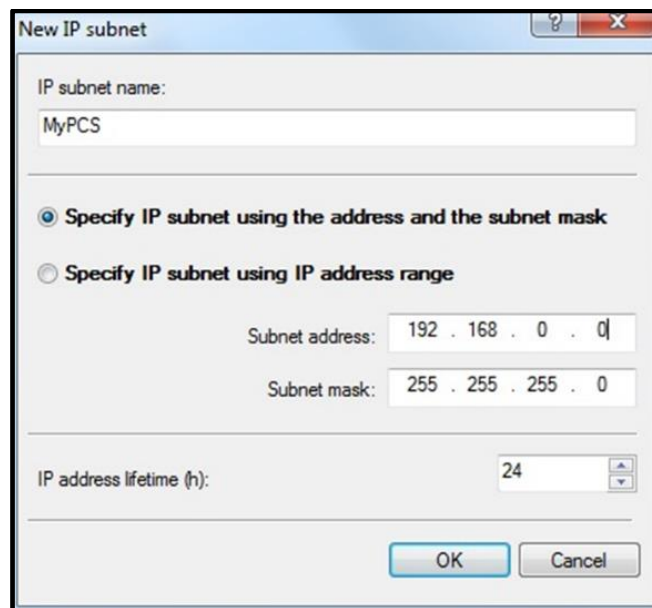 New IP subnet
?
IP subnet name:
MyPCS
Specify IP subnet using the address and the subnet mask
Specify IP subnet using IP address range
Subnet address: 192 . 168 . 0 . 0
Subnet mask: 255 . 255 . 255 . 0
IP address lifetime (h): 24
OK Cancel